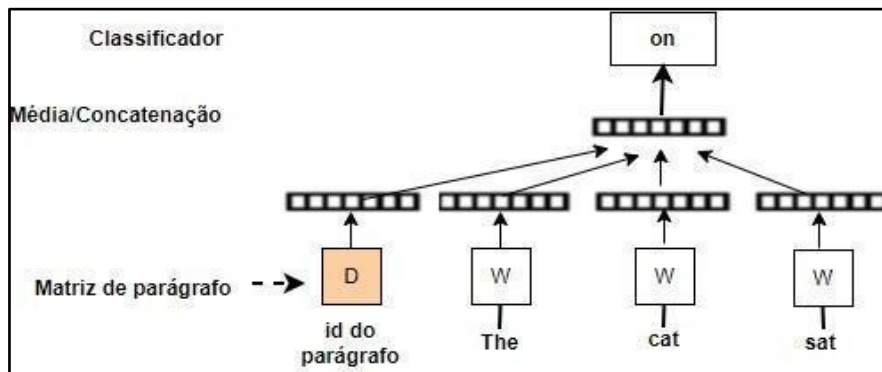 Classificador
on
Média/Concatenação
Matriz de parágrafo
D
W
W
W
id do
parágrafo
The
cat
sat